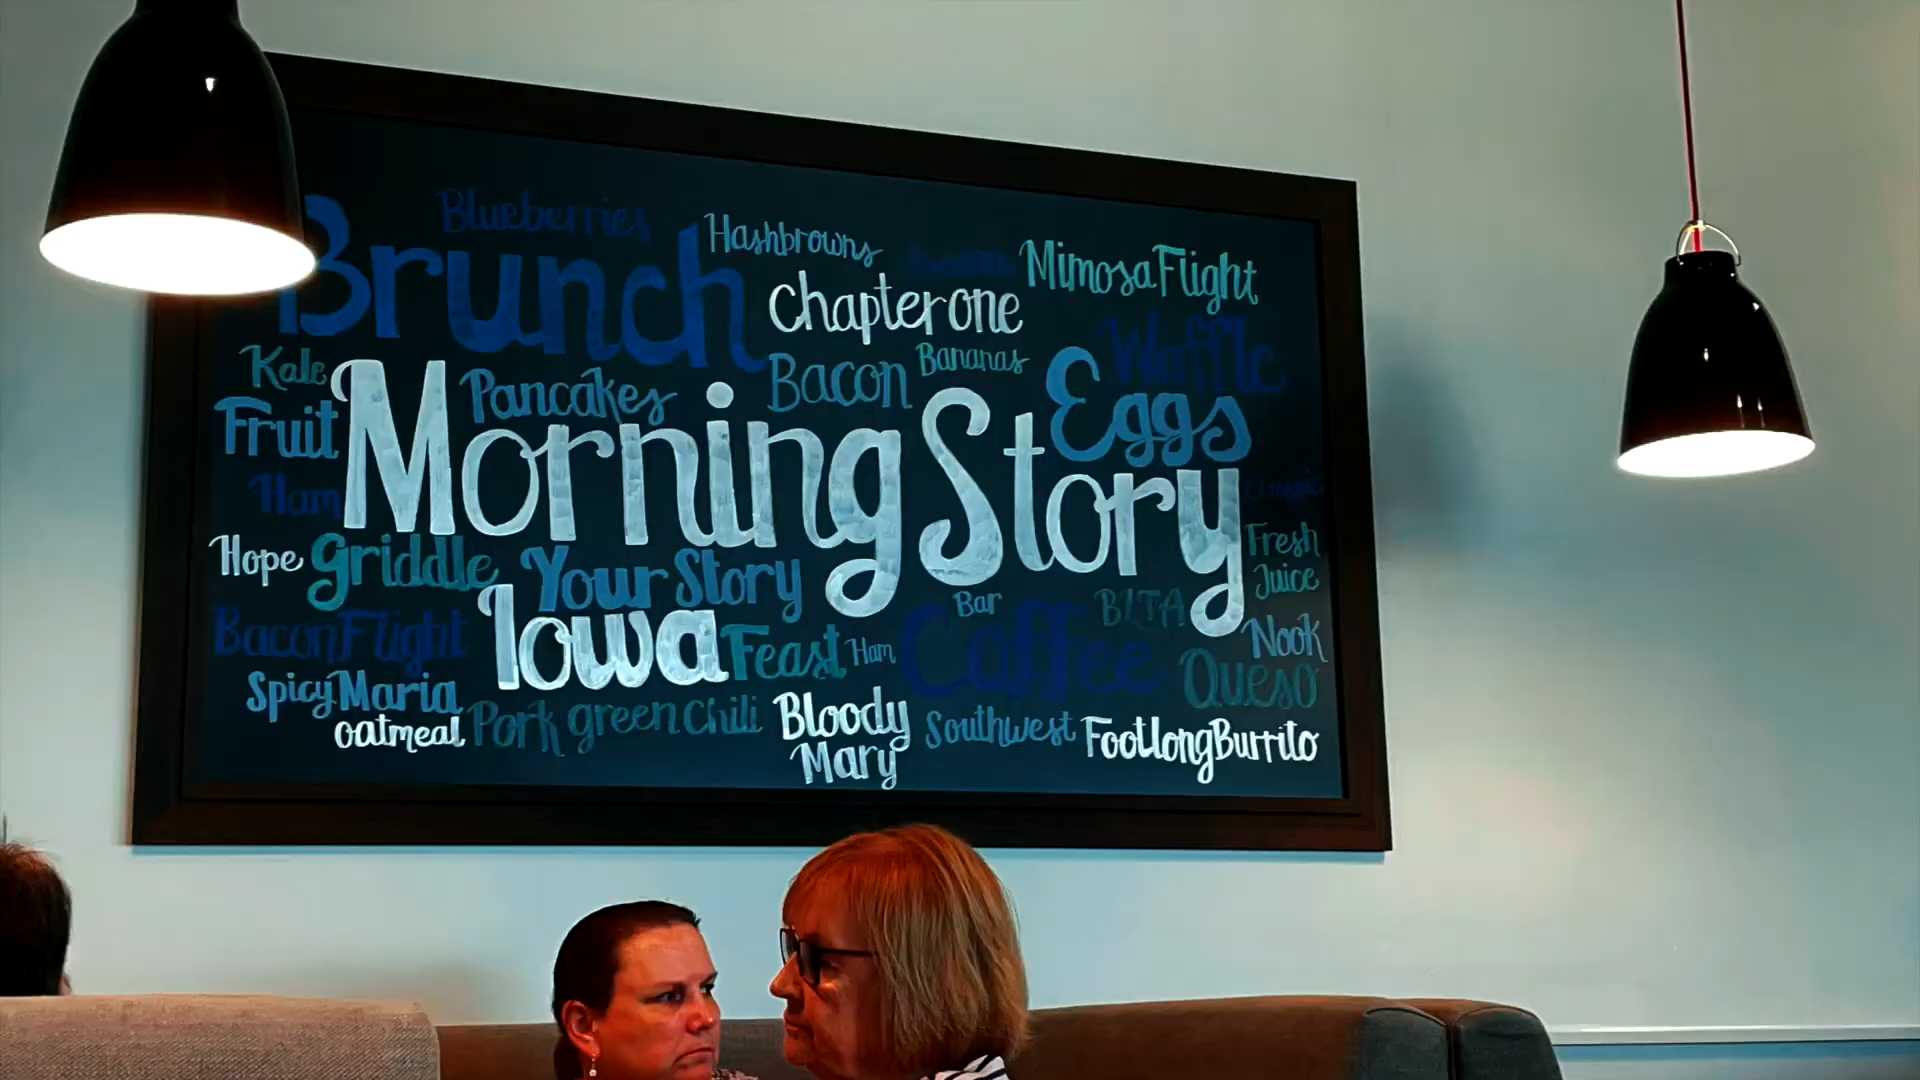 Blueberries
Brunch
Hashbrowns
Mimosa Flight
Chapter one
Waffle
Kale
Pancakes
Bacon
Bananas
Eggs
Fruit
Morning Story
Ham
Classic
Hope
Griddle
Your Story
Fresh
Juice
Bacon Flight
Iowa
Feast
Ham
Bar
Coffee
BLTA
Nook
Queso
Spicy Maria
oatmeal
Pork green Chili
Bloody
Mary
Southwest
Footlong Burrito